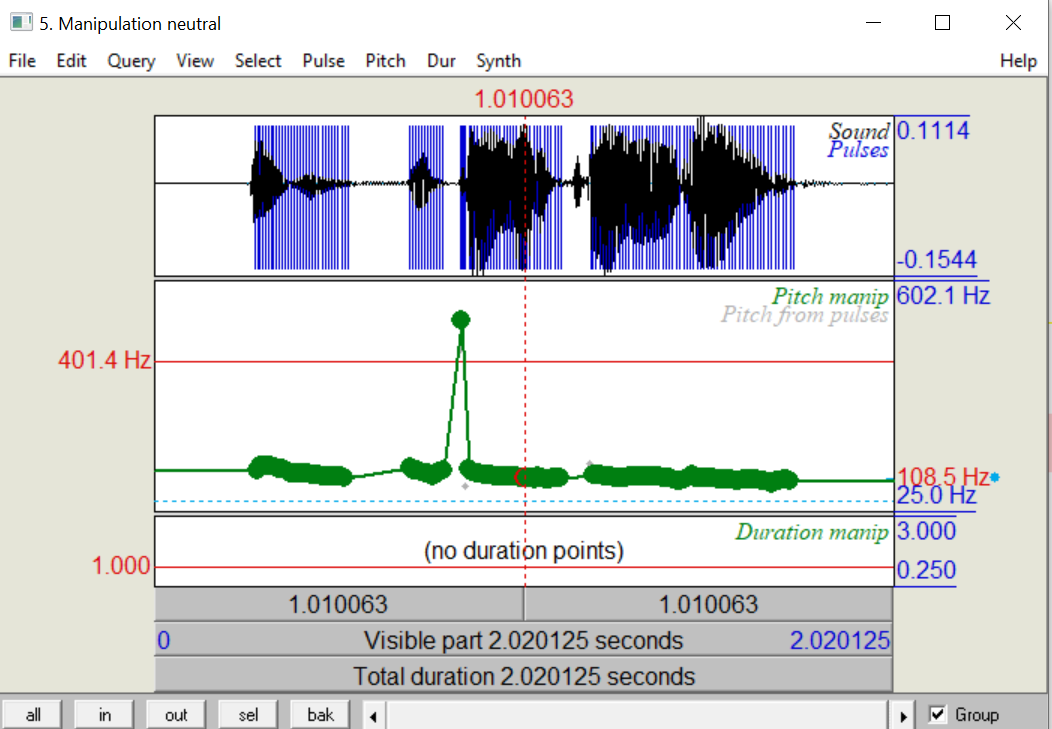 5. Manipulation neutral
File Edit Query View Select Pulse Pitch Dur Synth Help
1.010063
Sound
Pulses
0.1114
-0.1544
Pitch manip
Pitch from pulses
602.1 Hz
401.4 Hz
108.5 Hz
25.0 Hz
Duration manip
3.000
(no duration points)
1.000
0.250
1.010063 1.010063
0 Visible part 2.020125 seconds 2.020125
Total duration 2.020125 seconds
all in out sel bak Group